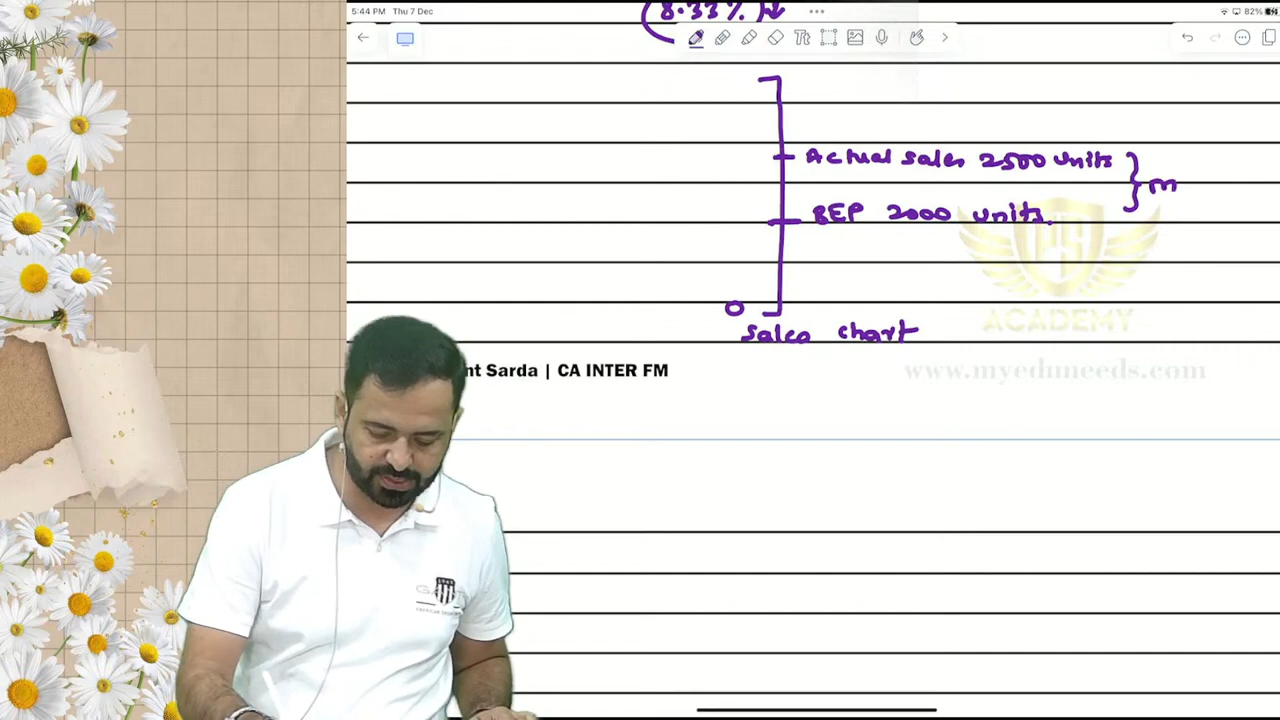 5:44 PM Thu 7 Dec
82%
(8.33%)↓
Tt
Actual sales 2500 units
m
BEP 2000 units.
0
Sales chart
ACADEMY
nt Sarda | CA INTER FM
www.myedumeeds.com